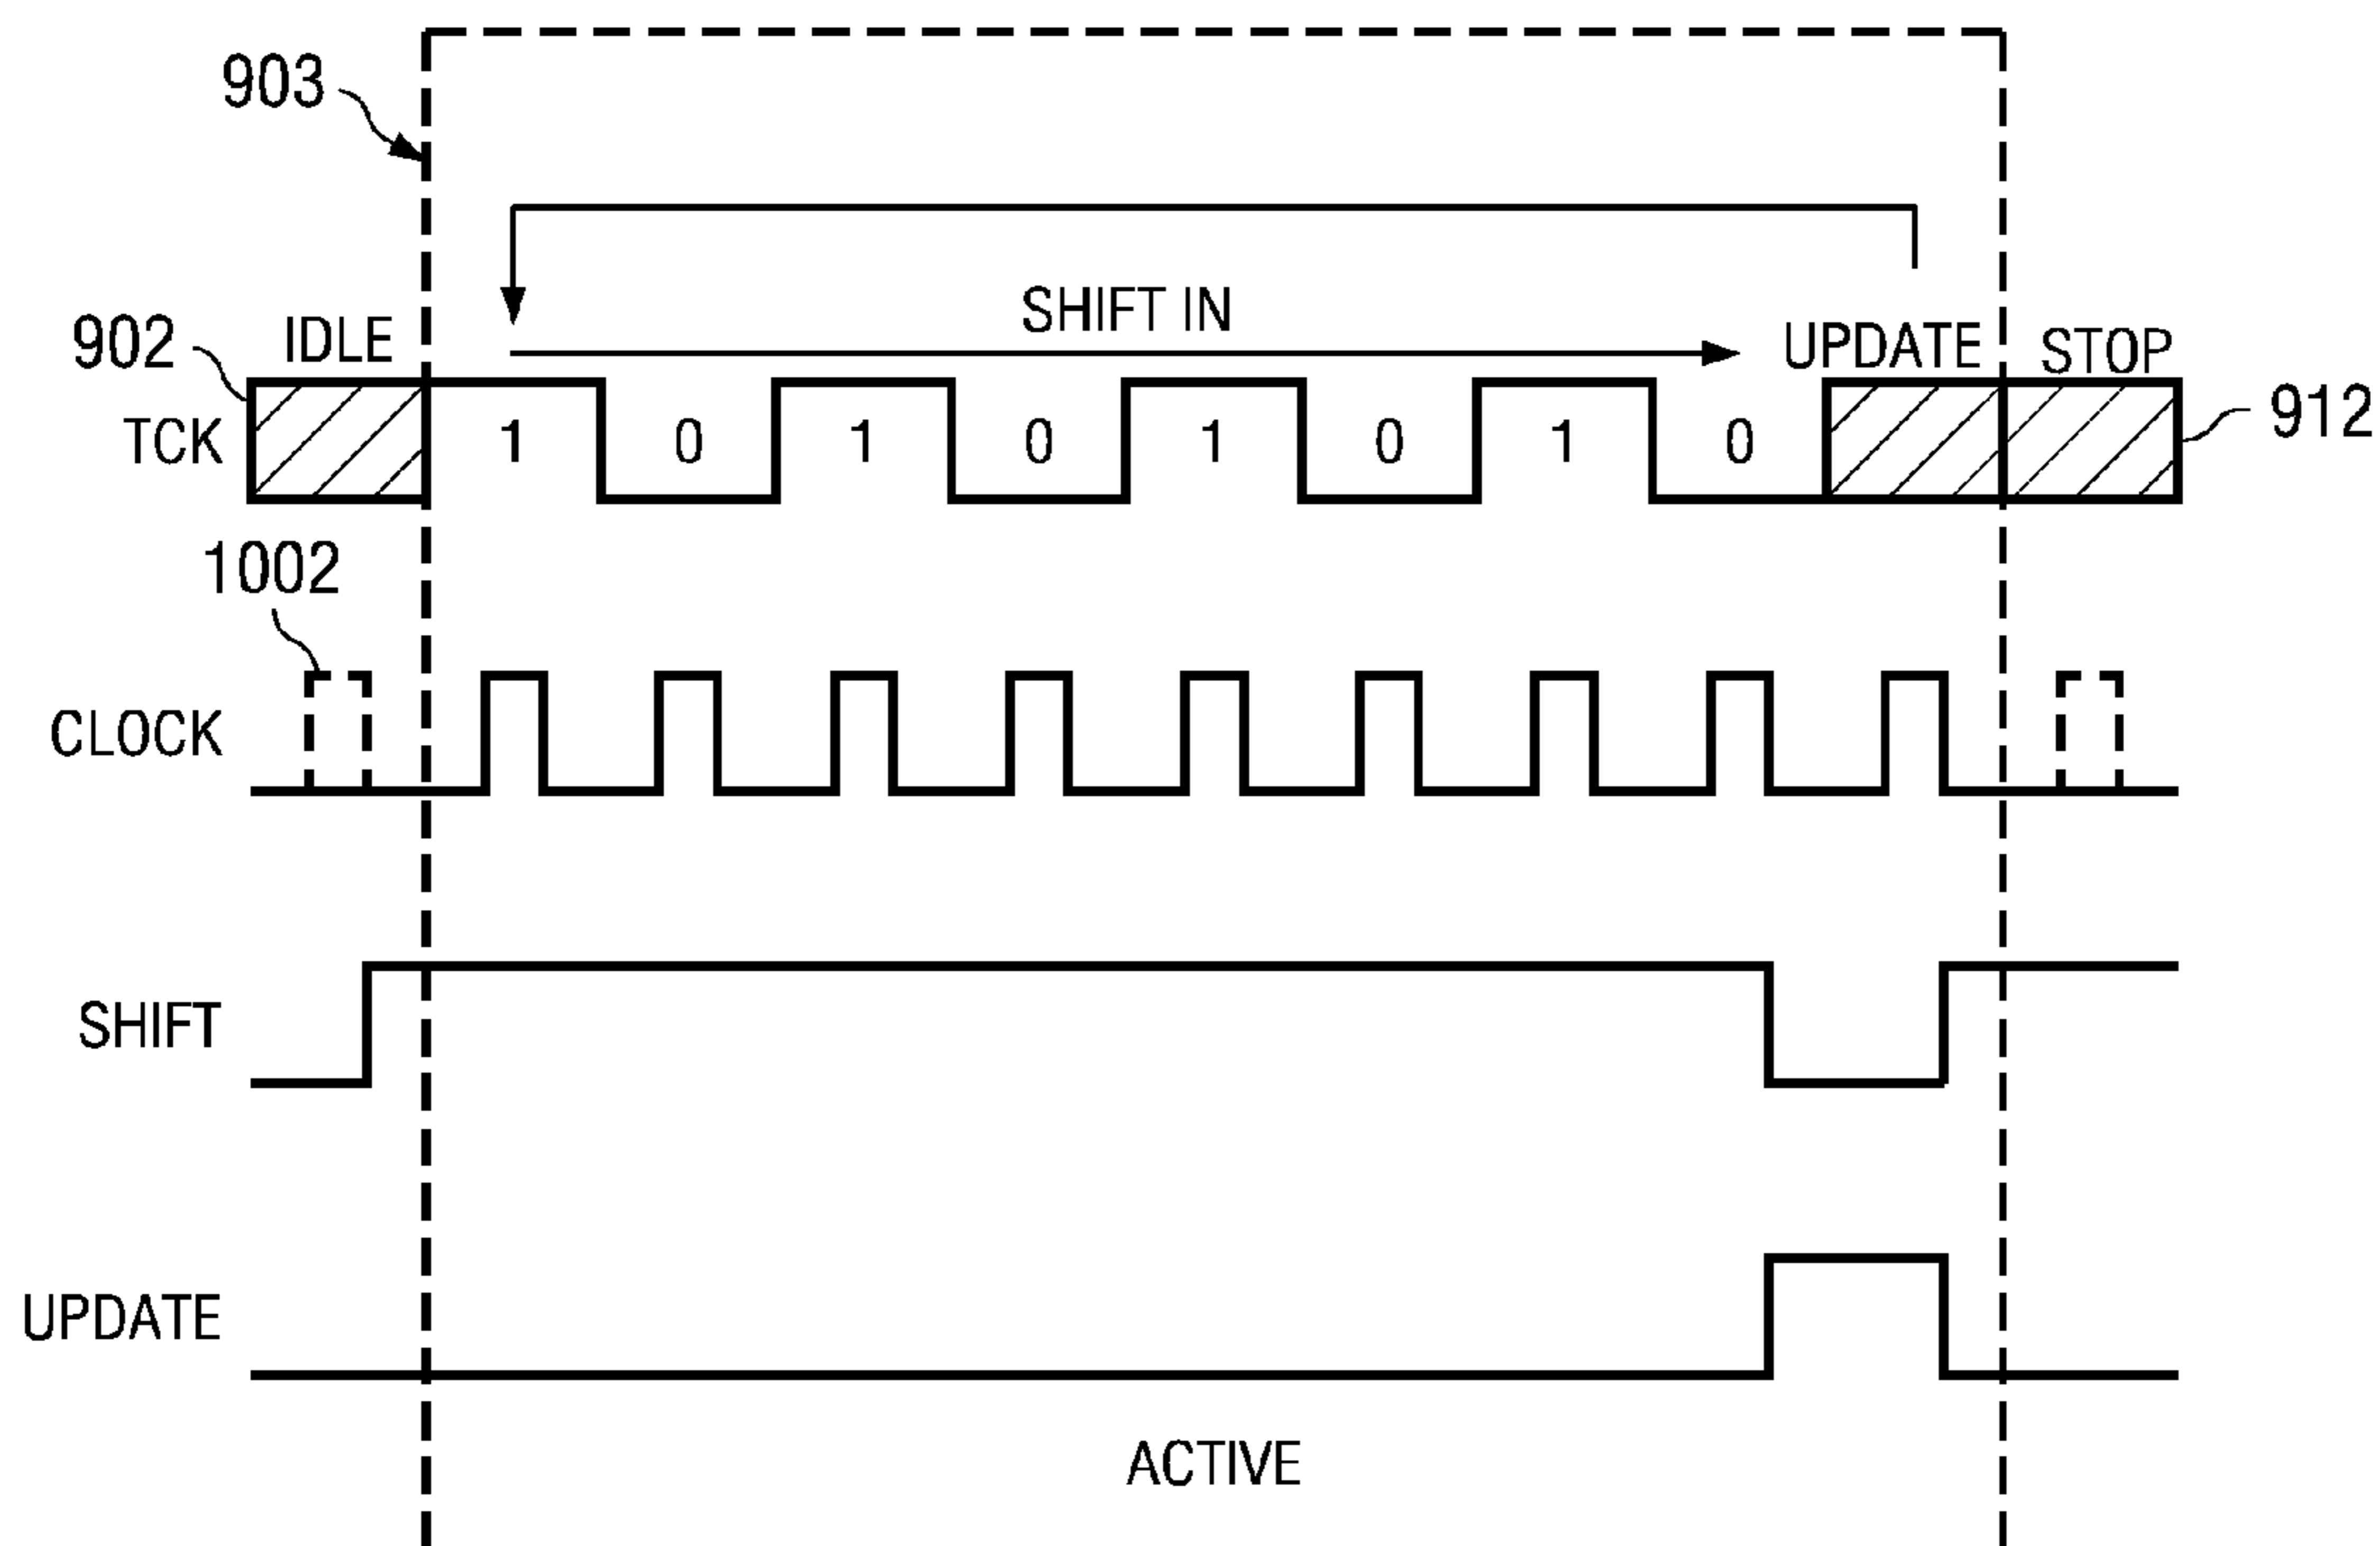 903
SHIFT IN
902
IDLE
UPDATE
STOP
TCK
1 0 1 0 1 0 1 0
912
1002
CLOCK
SHIFT
UPDATE
ACTIVE